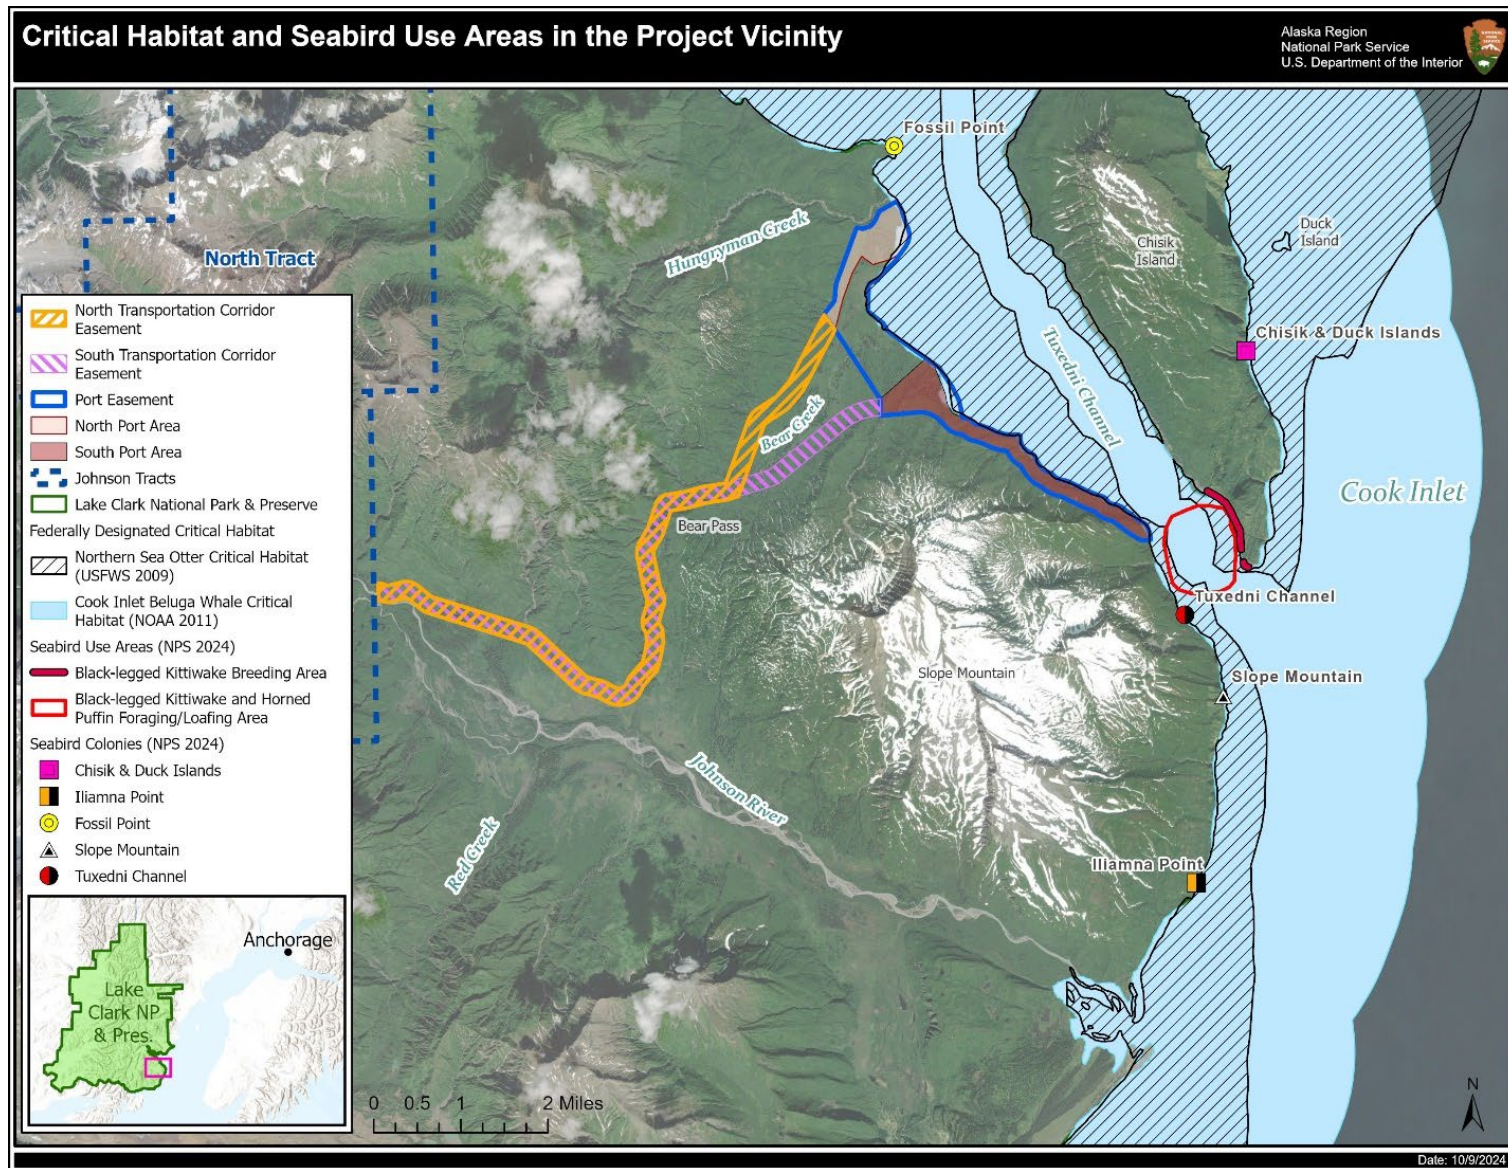 Critical Habitat and Seabird Use Areas in the Project Vicinity
Alaska Region
National Park Service
U.S. Department of the Interior
Fossil Point
Hungryman Creek
North Tract
Duck
Island
Chisik
Island
Chisik & Duck Islands
Tuxedni Channel
Bear Creek
Cook Inlet
Bear Pass
Tuxedni Channel
Slope Mountain
Slope Mountain
Johnson River
Red Creek
Iliamna Point
North Transportation Corridor
Easement
South Transportation Corridor
Easement
Port Easement
North Port Area
South Port Area
Johnson Tracts
Lake Clark National Park & Preserve
Federally Designated Critical Habitat
Northern Sea Otter Critical Habitat
(USFWS 2009)
Cook Inlet Beluga Whale Critical
Habitat (NOAA 2011)
Seabird Use Areas (NPS 2024)
Black-legged Kittiwake Breeding Area
Black-legged Kittiwake and Horned
Puffin Foraging/Loafing Area
Seabird Colonies (NPS 2024)
Chisik & Duck Islands
Iliamna Point
Fossil Point
Slope Mountain
Tuxedni Channel
Anchorage
Lake
Clark NP
& Pres.
0 0.5 1 2 Miles
N
Date: 10/9/2024